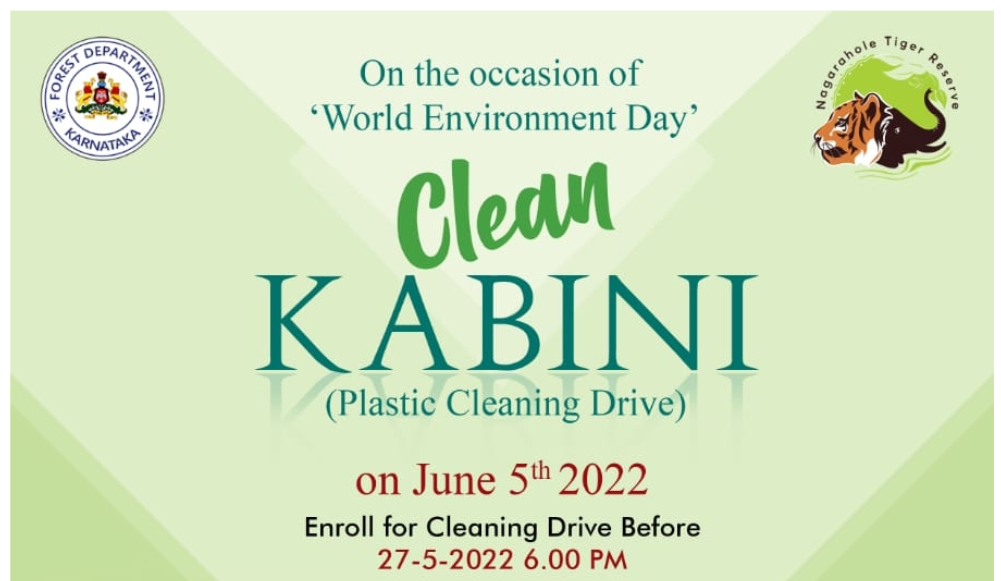 FOREST DEPARTMENT
KARNATAKA
Nagarahole Tiger Reserve
On the occasion of
‘World Environment Day’
Clean
KABINI
(Plastic Cleaning Drive)
on June 5th 2022
Enroll for Cleaning Drive Before
27-5-2022 6.00 PM